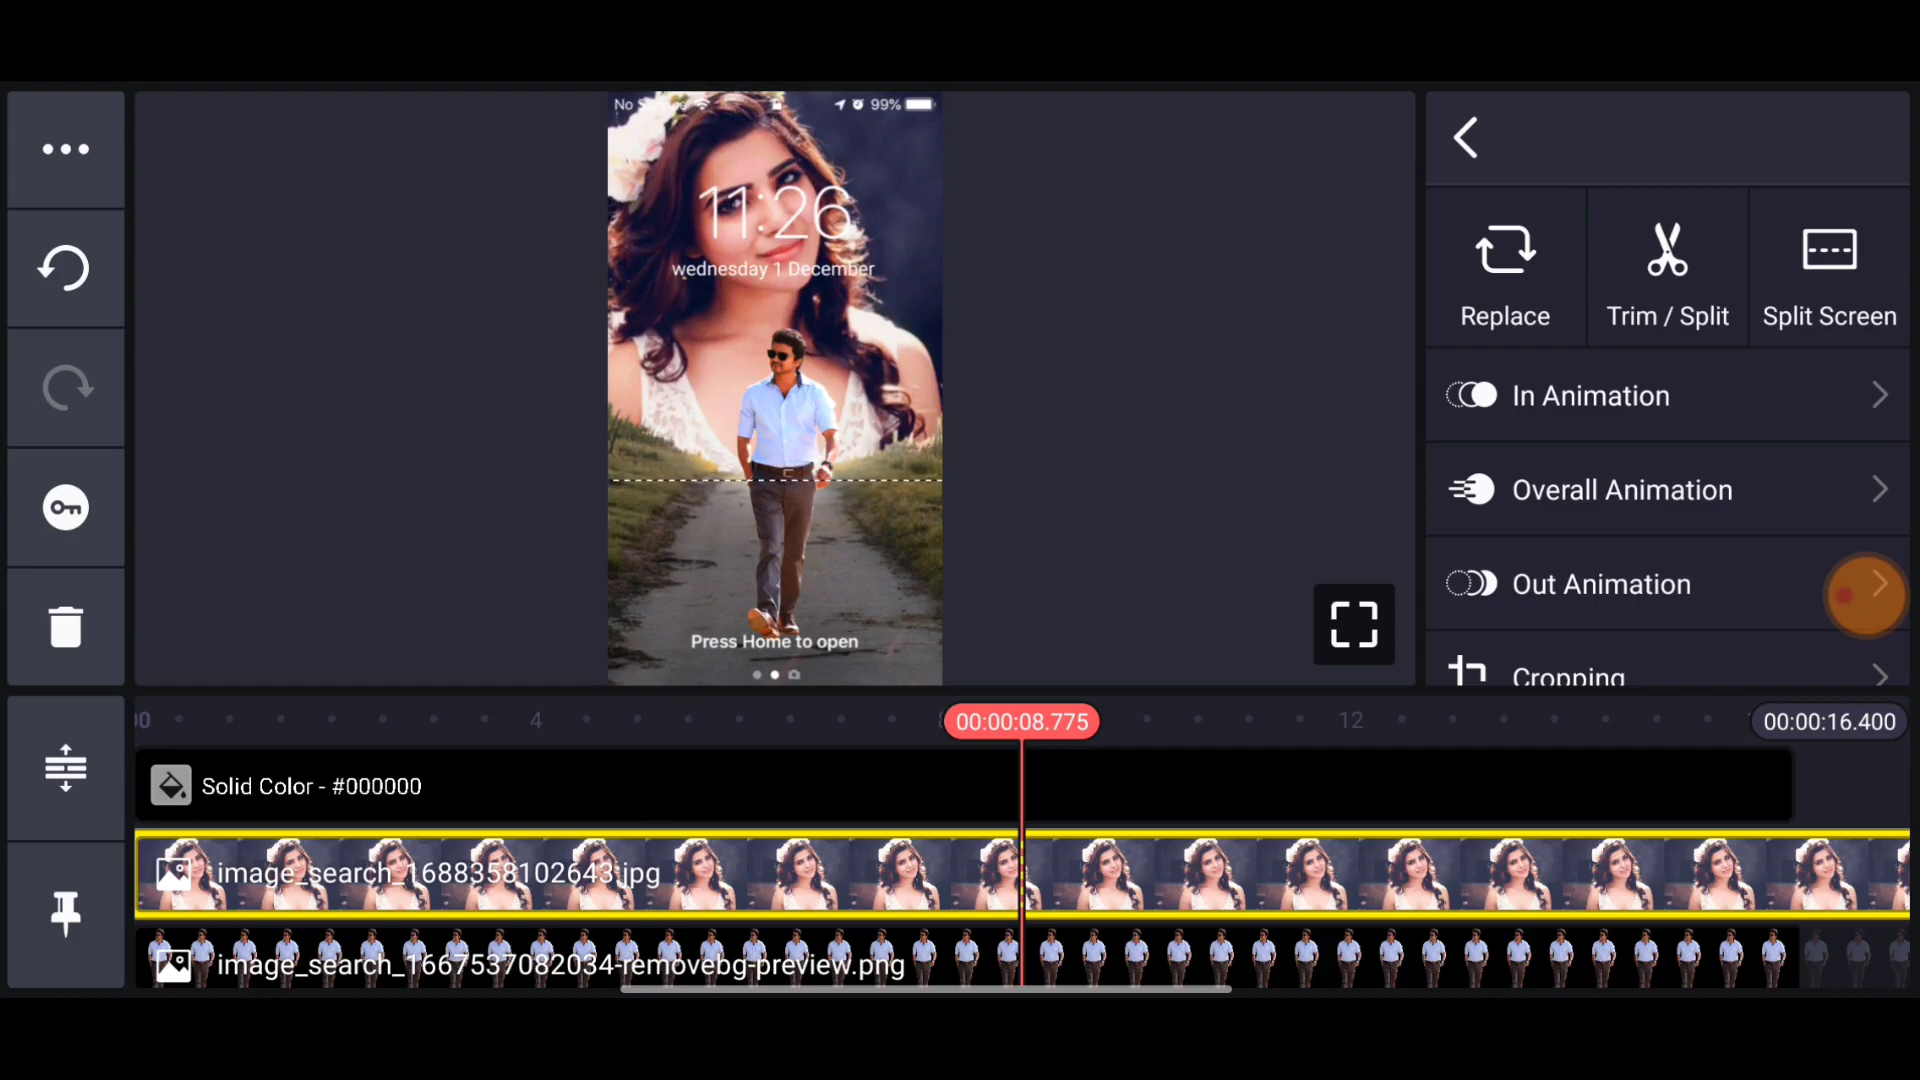 99%
11:26
wednesday 1 December
Press Home to open
Replace
Trim / Split
Split Screen
In Animation
Overall Animation
Out Animation
Cropping
4
00:00:08.775
12
00:00:16.400
Solid Color - #000000
image_search_1688358102643.jpg
image_search_1667537082034-removebg-preview.png